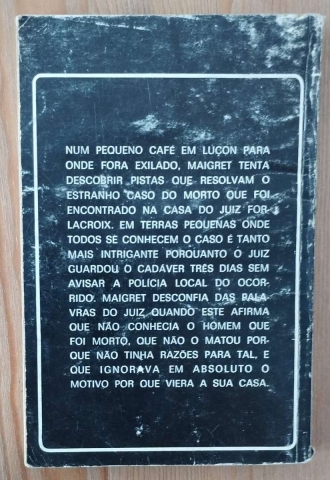 NUM PEQUENO CAFÉ EM LUÇON PARA
ONDE FORA EXILADO, MAIGRET TENTA
DESCOBRIR PISTAS QUE RESOLVAM O
ESTRANHO CASO DO MORTO QUE FOI
ENCONTRADO NA CASA DO JUIZ FOR-
LACROIX. EM TERRAS PEQUENAS ONDE
TODOS SE CONHECEM O CASO É TANTO
MAIS INTRIGANTE PORQUANTO O JUIZ
GUARDOU O CADÁVER TRÊS DIAS SEM
AVISAR A POLÍCIA LOCAL DO OCOR-
RIDO. MAIGRET DESCONFIA DAS PALA-
VRAS DO JUIZ QUANDO ESTE AFIRMA
QUE NÃO CONHECIA O HOMEM QUE
FOI MORTO, QUE NÃO O MATOU POR-
QUE NÃO TINHA RAZÕES PARA TAL, E
QUE IGNORAVA EM ABSOLUTO O
MOTIVO POR QUE VIERA A SUA CASA.